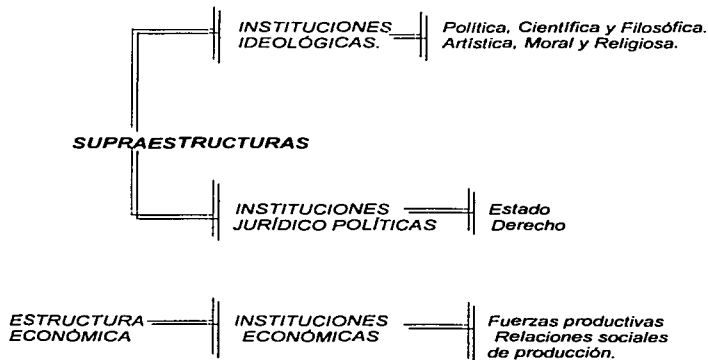 INSTITUCIONES
IDEOLÓGICAS.
Política, Científica y Filosófica.
Artística, Moral y Religiosa.
SUPRAESTRUCTURAS
INSTITUCIONES
JURÍDICO POLÍTICAS
Estado
Derecho
ESTRUCTURA
ECONÓMICA
INSTITUCIONES
ECONÓMICAS
Fuerzas productivas
Relaciones sociales
de producción.